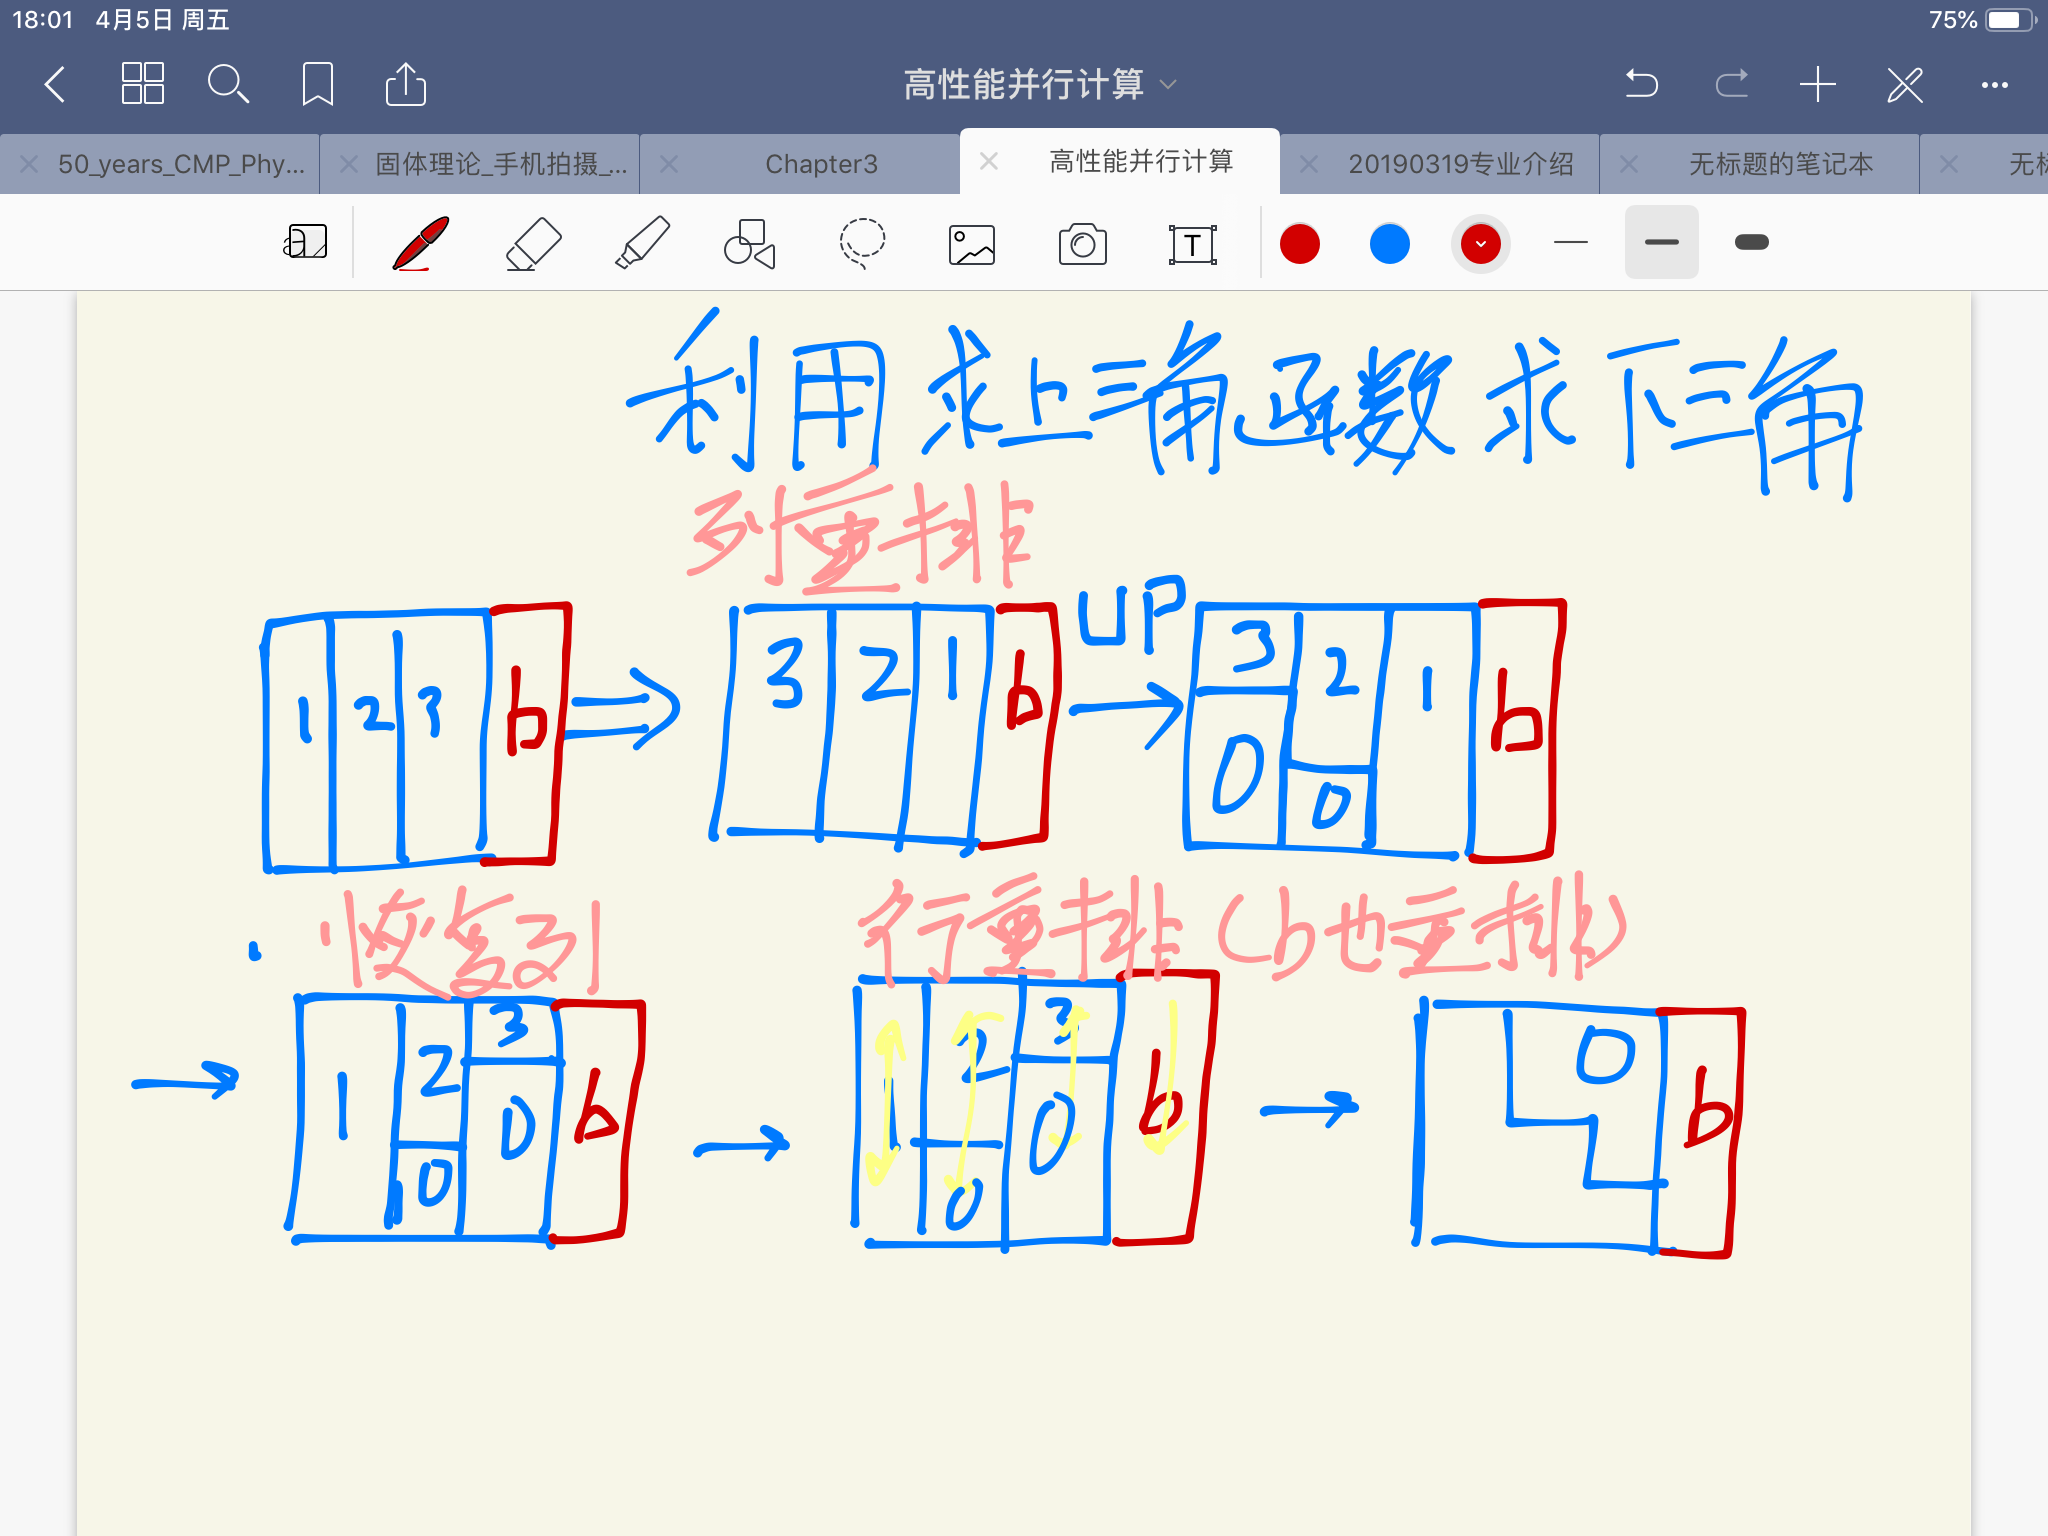 18:01 4月5日 周五 75%
高性能并行计算
50_years_CMP_Phy... 固体理论_手机拍摄_... Chapter3 高性能并行计算 20190319专业介绍 无标题的笔记本 无标
a T
利用求上三角函数求下三角
列重排
UP
1 2 3 b 3 2 1 b 3 2 1 b
0 0
恢复列 行重排(b也重排)
1 2 3 b 1 2 3 b 0 b
0 0 0 0